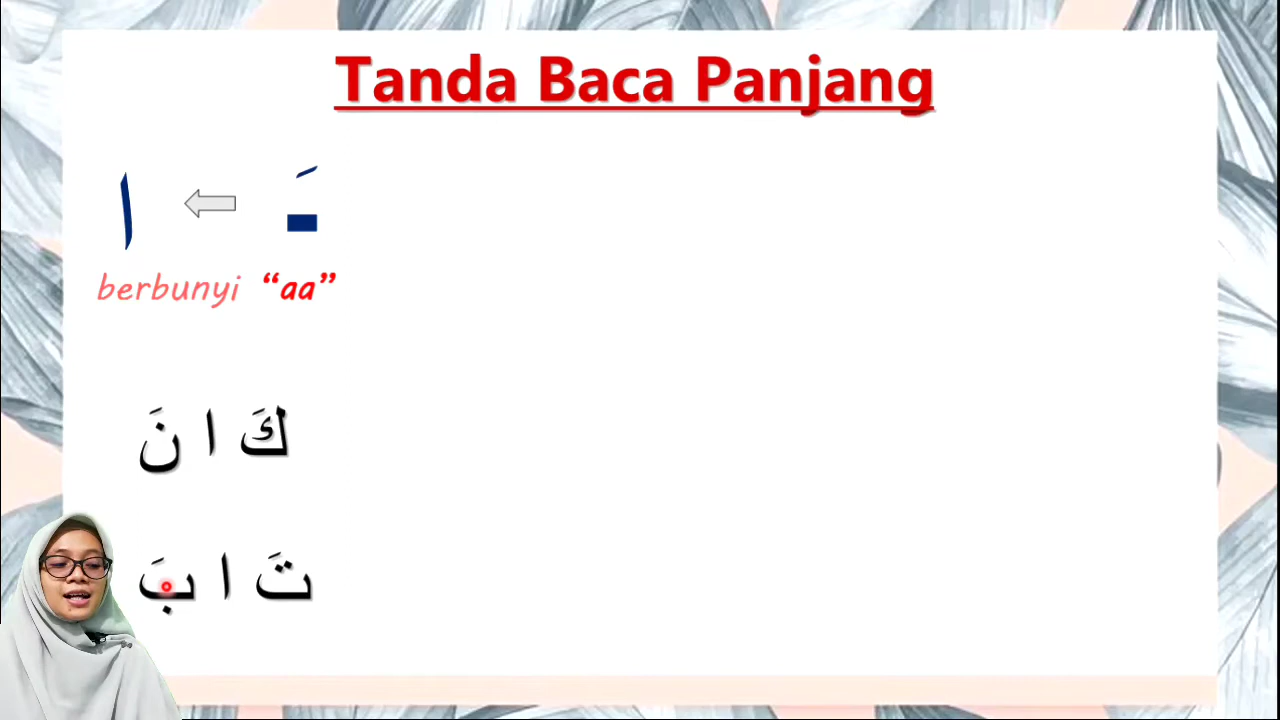 Tanda Baca Panjang
ـَ ا
berbunyi “aa”
كَ ا نَ
تَ ا بَ